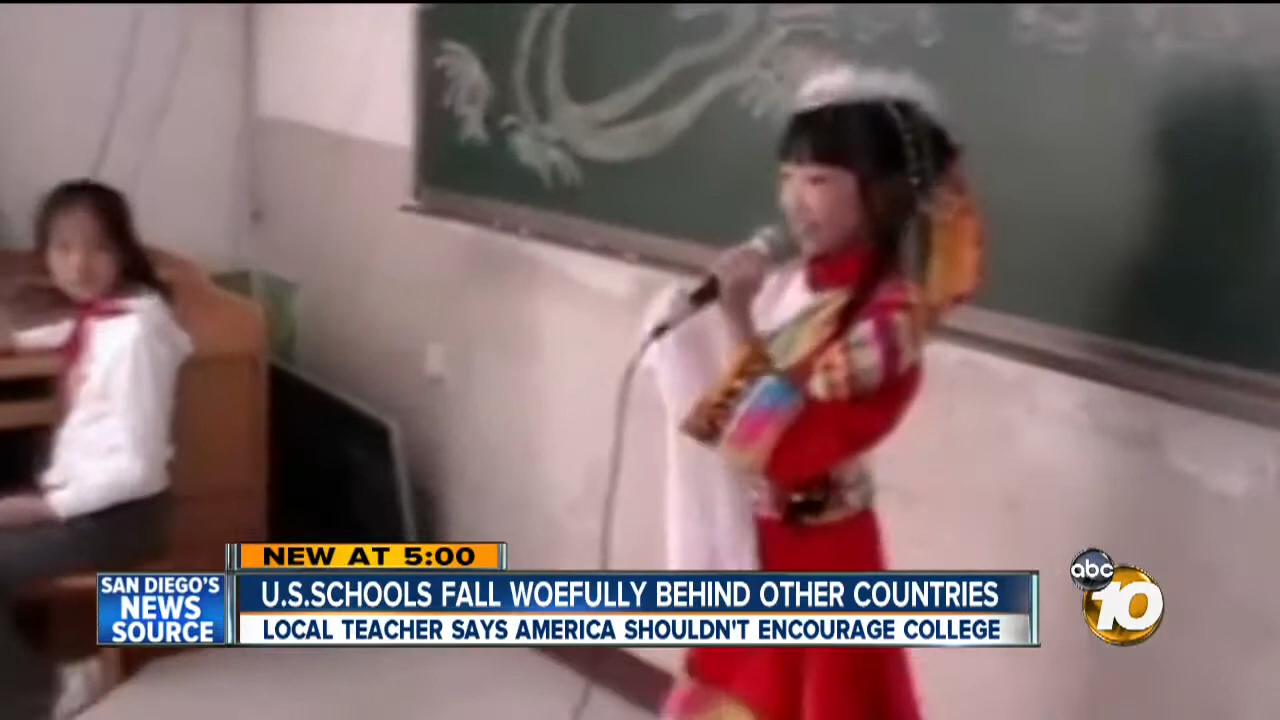 NEW AT 5:00
SAN DIEGO'S
NEWS
SOURCE
U.S.SCHOOLS FALL WOEFULLY BEHIND OTHER COUNTRIES
LOCAL TEACHER SAYS AMERICA SHOULDN'T ENCOURAGE COLLEGE
abc
10